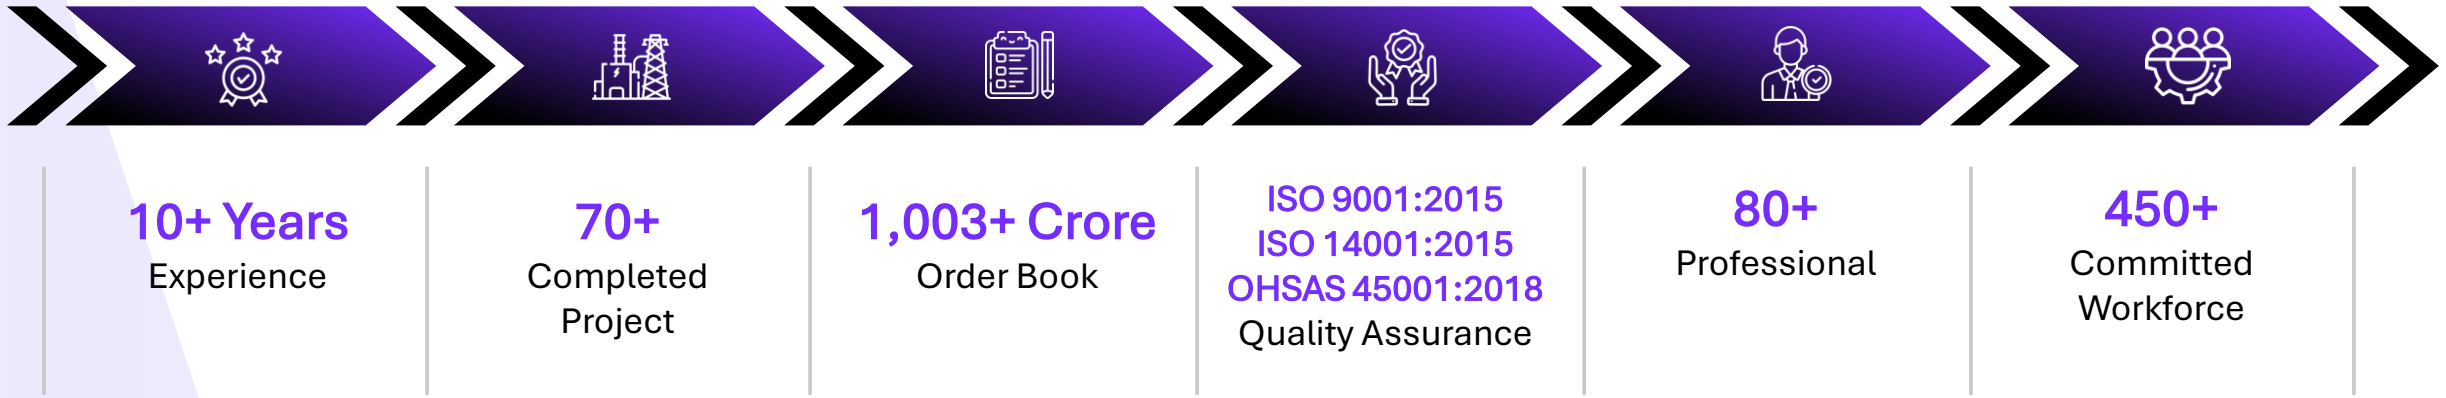 10+ Years
Experience
70+
Completed
Project
1,003+ Crore
Order Book
ISO 9001:2015
ISO 14001:2015
OHSAS 45001:2018
Quality Assurance
80+
Professional
450+
Committed
Workforce